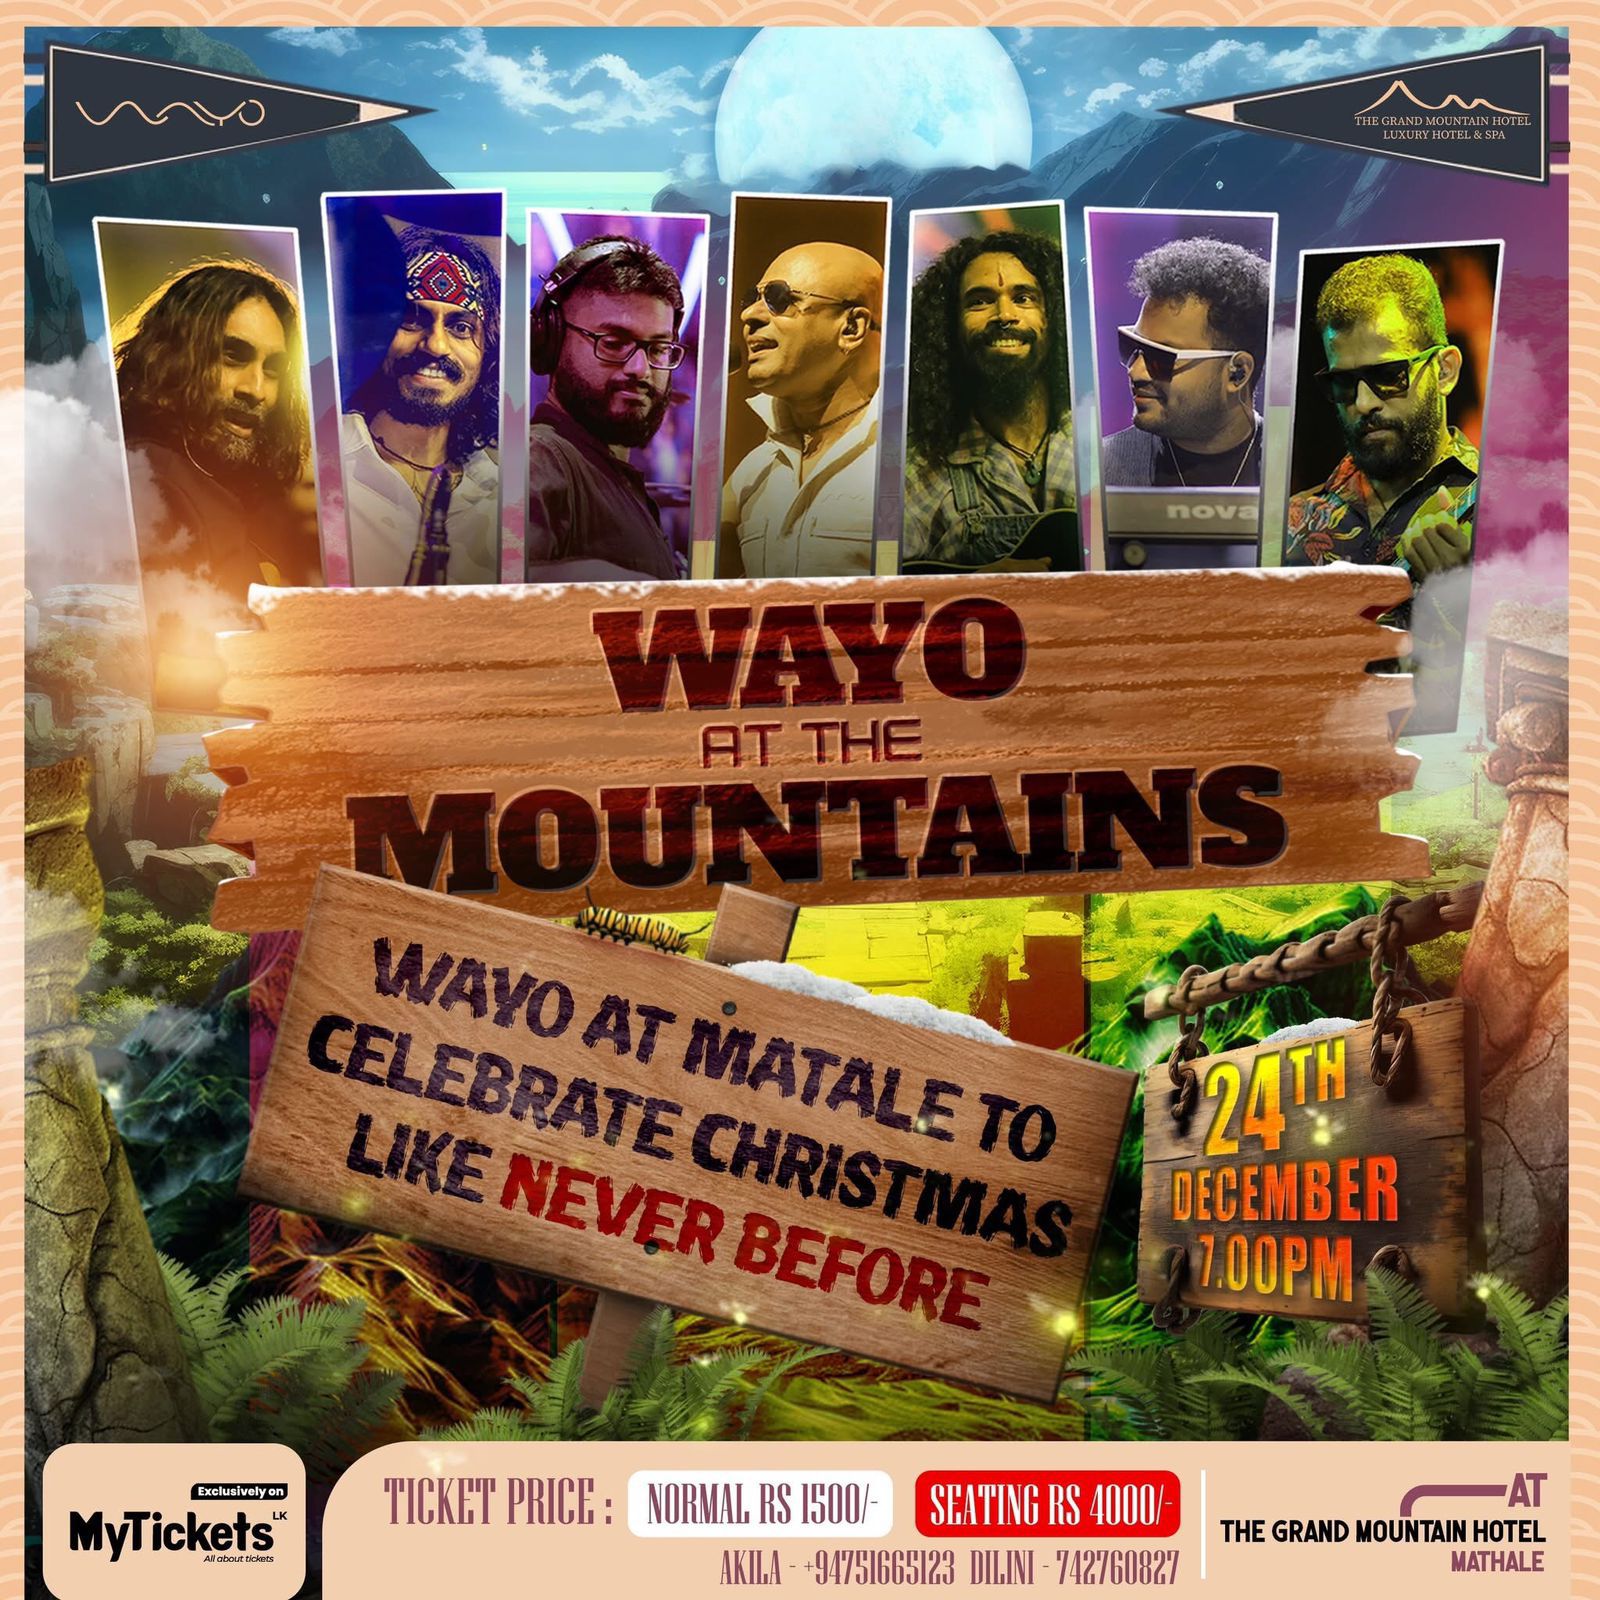 WAYO
THE GRAND MOUNTAIN HOTEL
LUXURY HOTEL & SPA
nova
WAYO
AT THE
MOUNTAINS
WAYO AT MATALE TO
CELEBRATE CHRISTMAS
LIKE NEVER BEFORE
24TH
DECEMBER
7.00PM
Exclusively on
MyTickets LK
All about tickets
TICKET PRICE : NORMAL RS 1500/- SEATING RS 4000/-
AKILA - +94751665123 DILINI - 742760827
AT
THE GRAND MOUNTAIN HOTEL
MATHALE